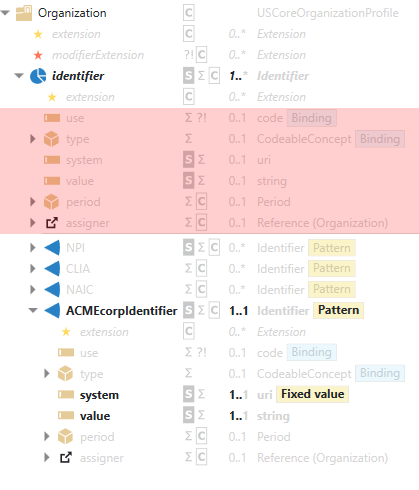 Organization C USCoreOrganizationProfile
extension C 0..* Extension
modifierExtension ?! C 0..* Extension
identifier S Σ C 1..* Identifier
extension C 0..* Extension
use Σ ?! 0..1 code Binding
type Σ 0..1 CodeableConcept Binding
system S Σ 0..1 uri
value S Σ 0..1 string
period Σ C 0..1 Period
assigner Σ C 0..1 Reference (Organization)
NPI S Σ C 0..* Identifier Pattern
CLIA S Σ C 0..* Identifier Pattern
NAIC S Σ C 0..* Identifier Pattern
ACMEcorpIdentifier S Σ C 1..1 Identifier Pattern
extension C 0..* Extension
use Σ ?! 0..1 code Binding
type Σ 0..1 CodeableConcept Binding
system S Σ 1..1 uri Fixed value
value S Σ 1..1 string
period Σ C 0..1 Period
assigner Σ C 0..1 Reference (Organization)